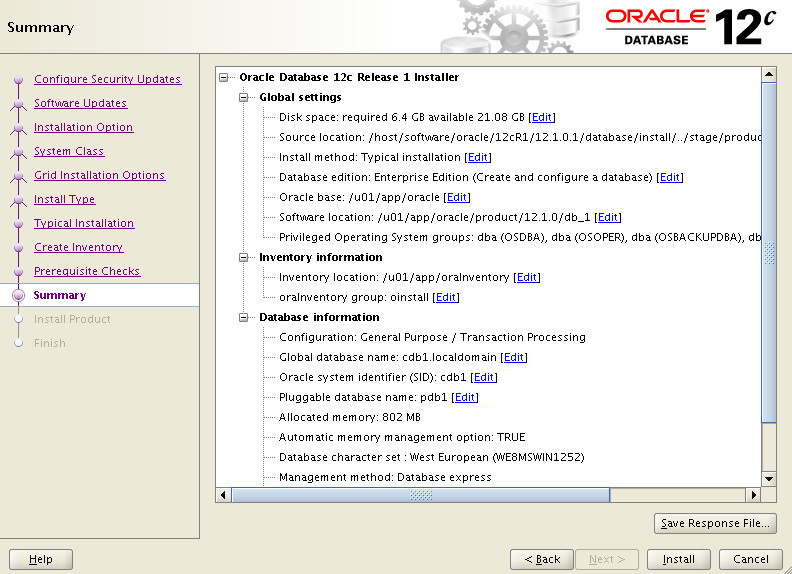 Summary
ORACLE®
DATABASE
12c
Configure Security Updates
Software Updates
Installation Option
System Class
Grid Installation Options
Install Type
Typical Installation
Create Inventory
Prerequisite Checks
Summary
Install Product
Finish
Oracle Database 12c Release 1 Installer
Global settings
Disk space: required 6.4 GB available 21.08 GB [Edit]
Source location: /host/software/oracle/12cR1/12.1.0.1/database/install/../stage/produc
Install method: Typical installation [Edit]
Database edition: Enterprise Edition (Create and configure a database) [Edit]
Oracle base: /u01/app/oracle [Edit]
Software location: /u01/app/oracle/product/12.1.0/db_1 [Edit]
Privileged Operating System groups: dba (OSDBA), dba (OSOPER), dba (OSBACKUPDBA), db
Inventory information
Inventory location: /u01/app/oraInventory [Edit]
oraInventory group: oinstall [Edit]
Database information
Configuration: General Purpose / Transaction Processing
Global database name: cdb1.localdomain [Edit]
Oracle system identifier (SID): cdb1 [Edit]
Pluggable database name: pdb1 [Edit]
Allocated memory: 802 MB
Automatic memory management option: TRUE
Database character set : West European (WE8MSWIN1252)
Management method: Database express
Save Response File...
Help
< Back
Next >
Install
Cancel